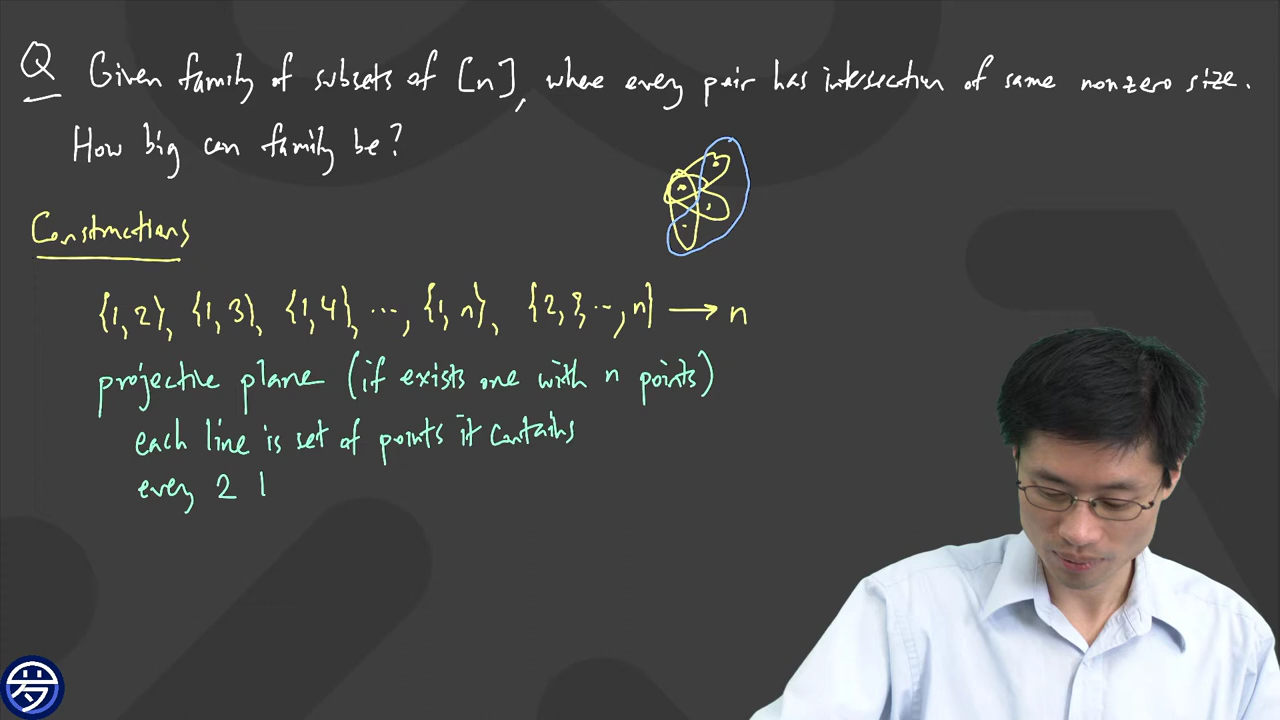 Q Given family of subsets of [n], where every pair has intersection of same nonzero size.
How big can family be?
Constructions
{1,2}, {1,3}, {1,4}, ..., {1,n}, {2,3,...,n} → n
projective plane (if exists one with n points)
each line is set of points it contains
every 2 l